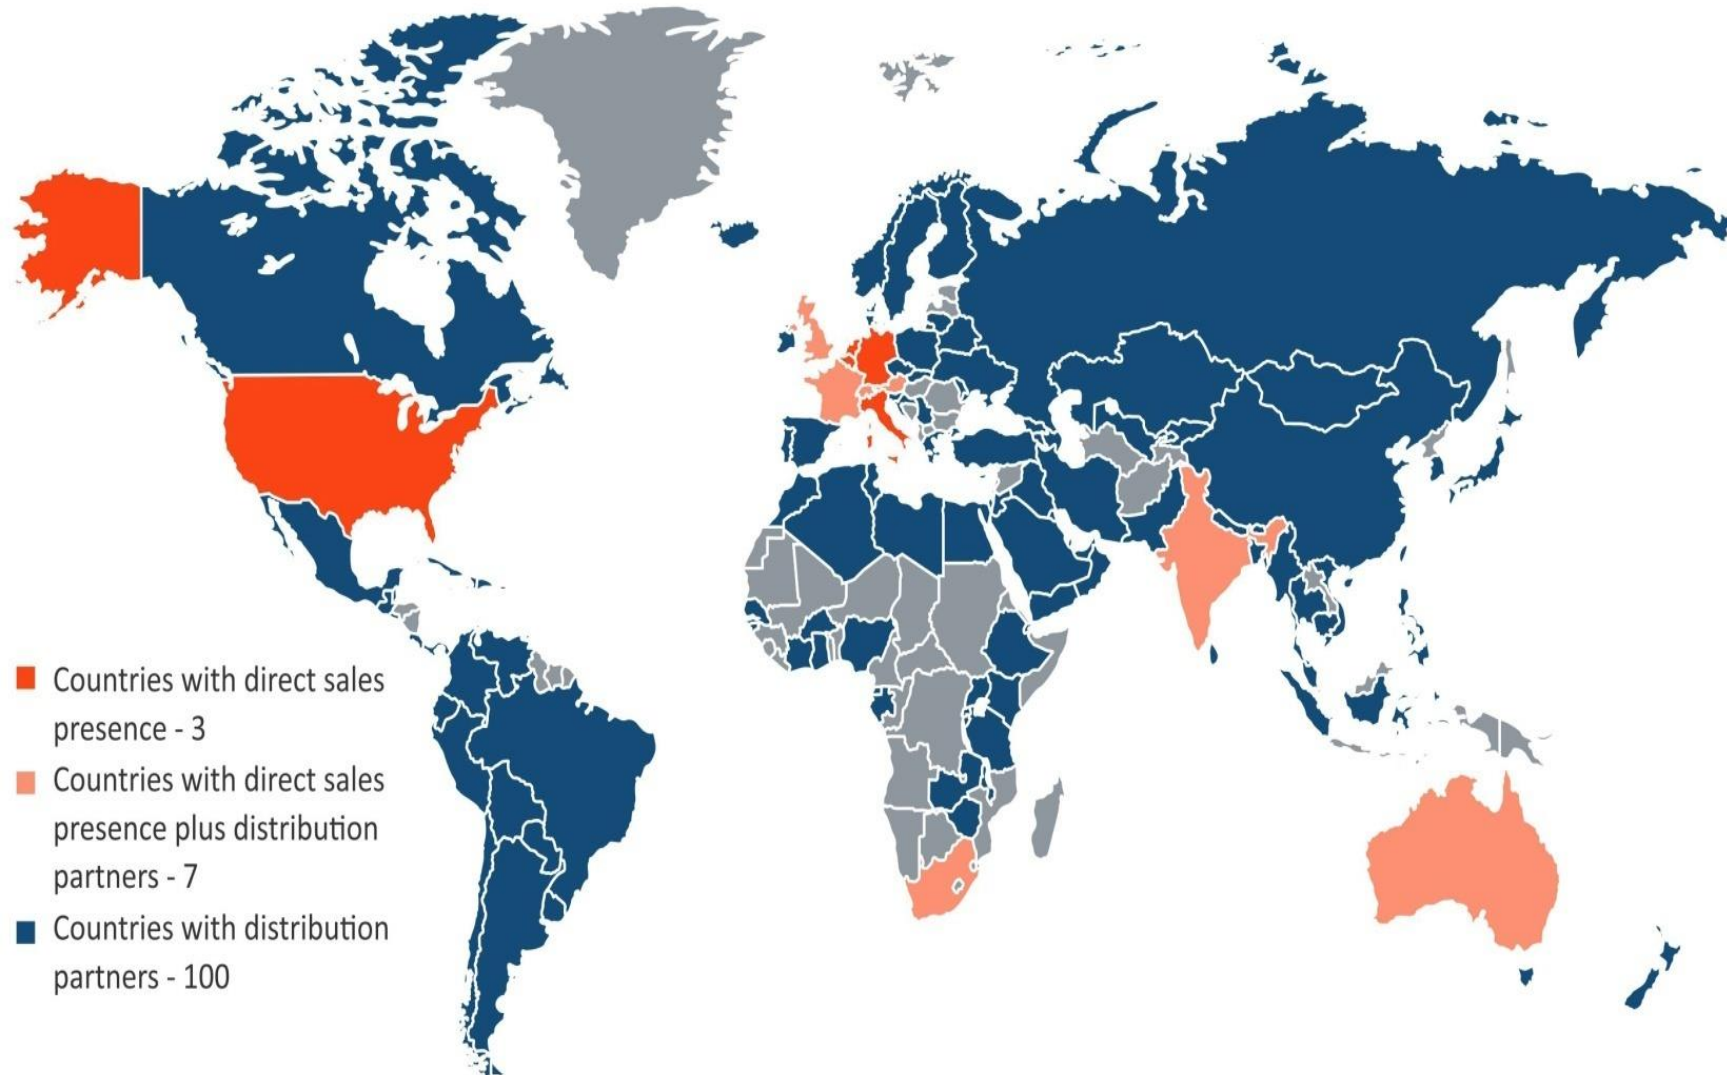 Countries with direct sales
presence - 3
Countries with direct sales
presence plus distribution
partners - 7
Countries with distribution
partners - 100